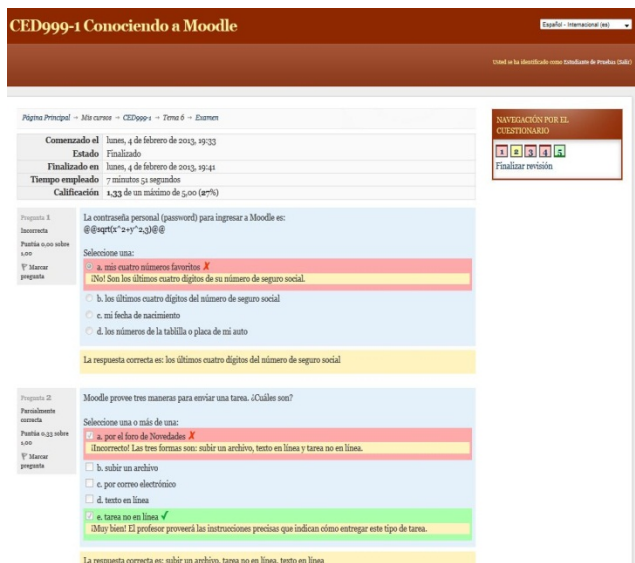 CED999-1 Conociendo a Moodle
Español - Internacional (es)
Usted se ha identificado como Estudiante de Pruebas (Salir)
Página Principal → Mis cursos → CED999-1 → Tema 6 → Examen
Comenzado el lunes, 4 de febrero de 2013, 19:33
Estado Finalizado
Finalizado en lunes, 4 de febrero de 2013, 19:41
Tiempo empleado 7 minutos 51 segundos
Calificación 1,33 de un máximo de 5,00 (27%)
NAVEGACIÓN POR EL
CUESTIONARIO
1 2 3 4 5
Finalizar revisión
Pregunta 1
Incorrecta
Puntúa 0,00 sobre
1,00
Marcar
pregunta
La contraseña personal (password) para ingresar a Moodle es:
@@sqrt(x^2+y^2,3)@@
Seleccione una:
a. mis cuatro números favoritos ✗
¡No! Son los últimos cuatro dígitos de su número de seguro social.
b. los últimos cuatro dígitos del número de seguro social
c. mi fecha de nacimiento
d. los números de la tablilla o placa de mi auto
La respuesta correcta es: los últimos cuatro dígitos del número de seguro social
Pregunta 2
Parcialmente
correcta
Puntúa 0,33 sobre
1,00
Marcar
pregunta
Moodle provee tres maneras para enviar una tarea. ¿Cuáles son?
Seleccione una o más de una:
a. por el foro de Novedades ✗
¡Incorrecto! Las tres formas son: subir un archivo, texto en línea y tarea no en línea.
b. subir un archivo
c. por correo electrónico
d. texto en línea
e. tarea no en línea ✓
¡Muy bien! El profesor proveerá las instrucciones precisas que indican cómo entregar este tipo de tarea.
La respuesta correcta es: subir un archivo, tarea no en línea, texto en línea